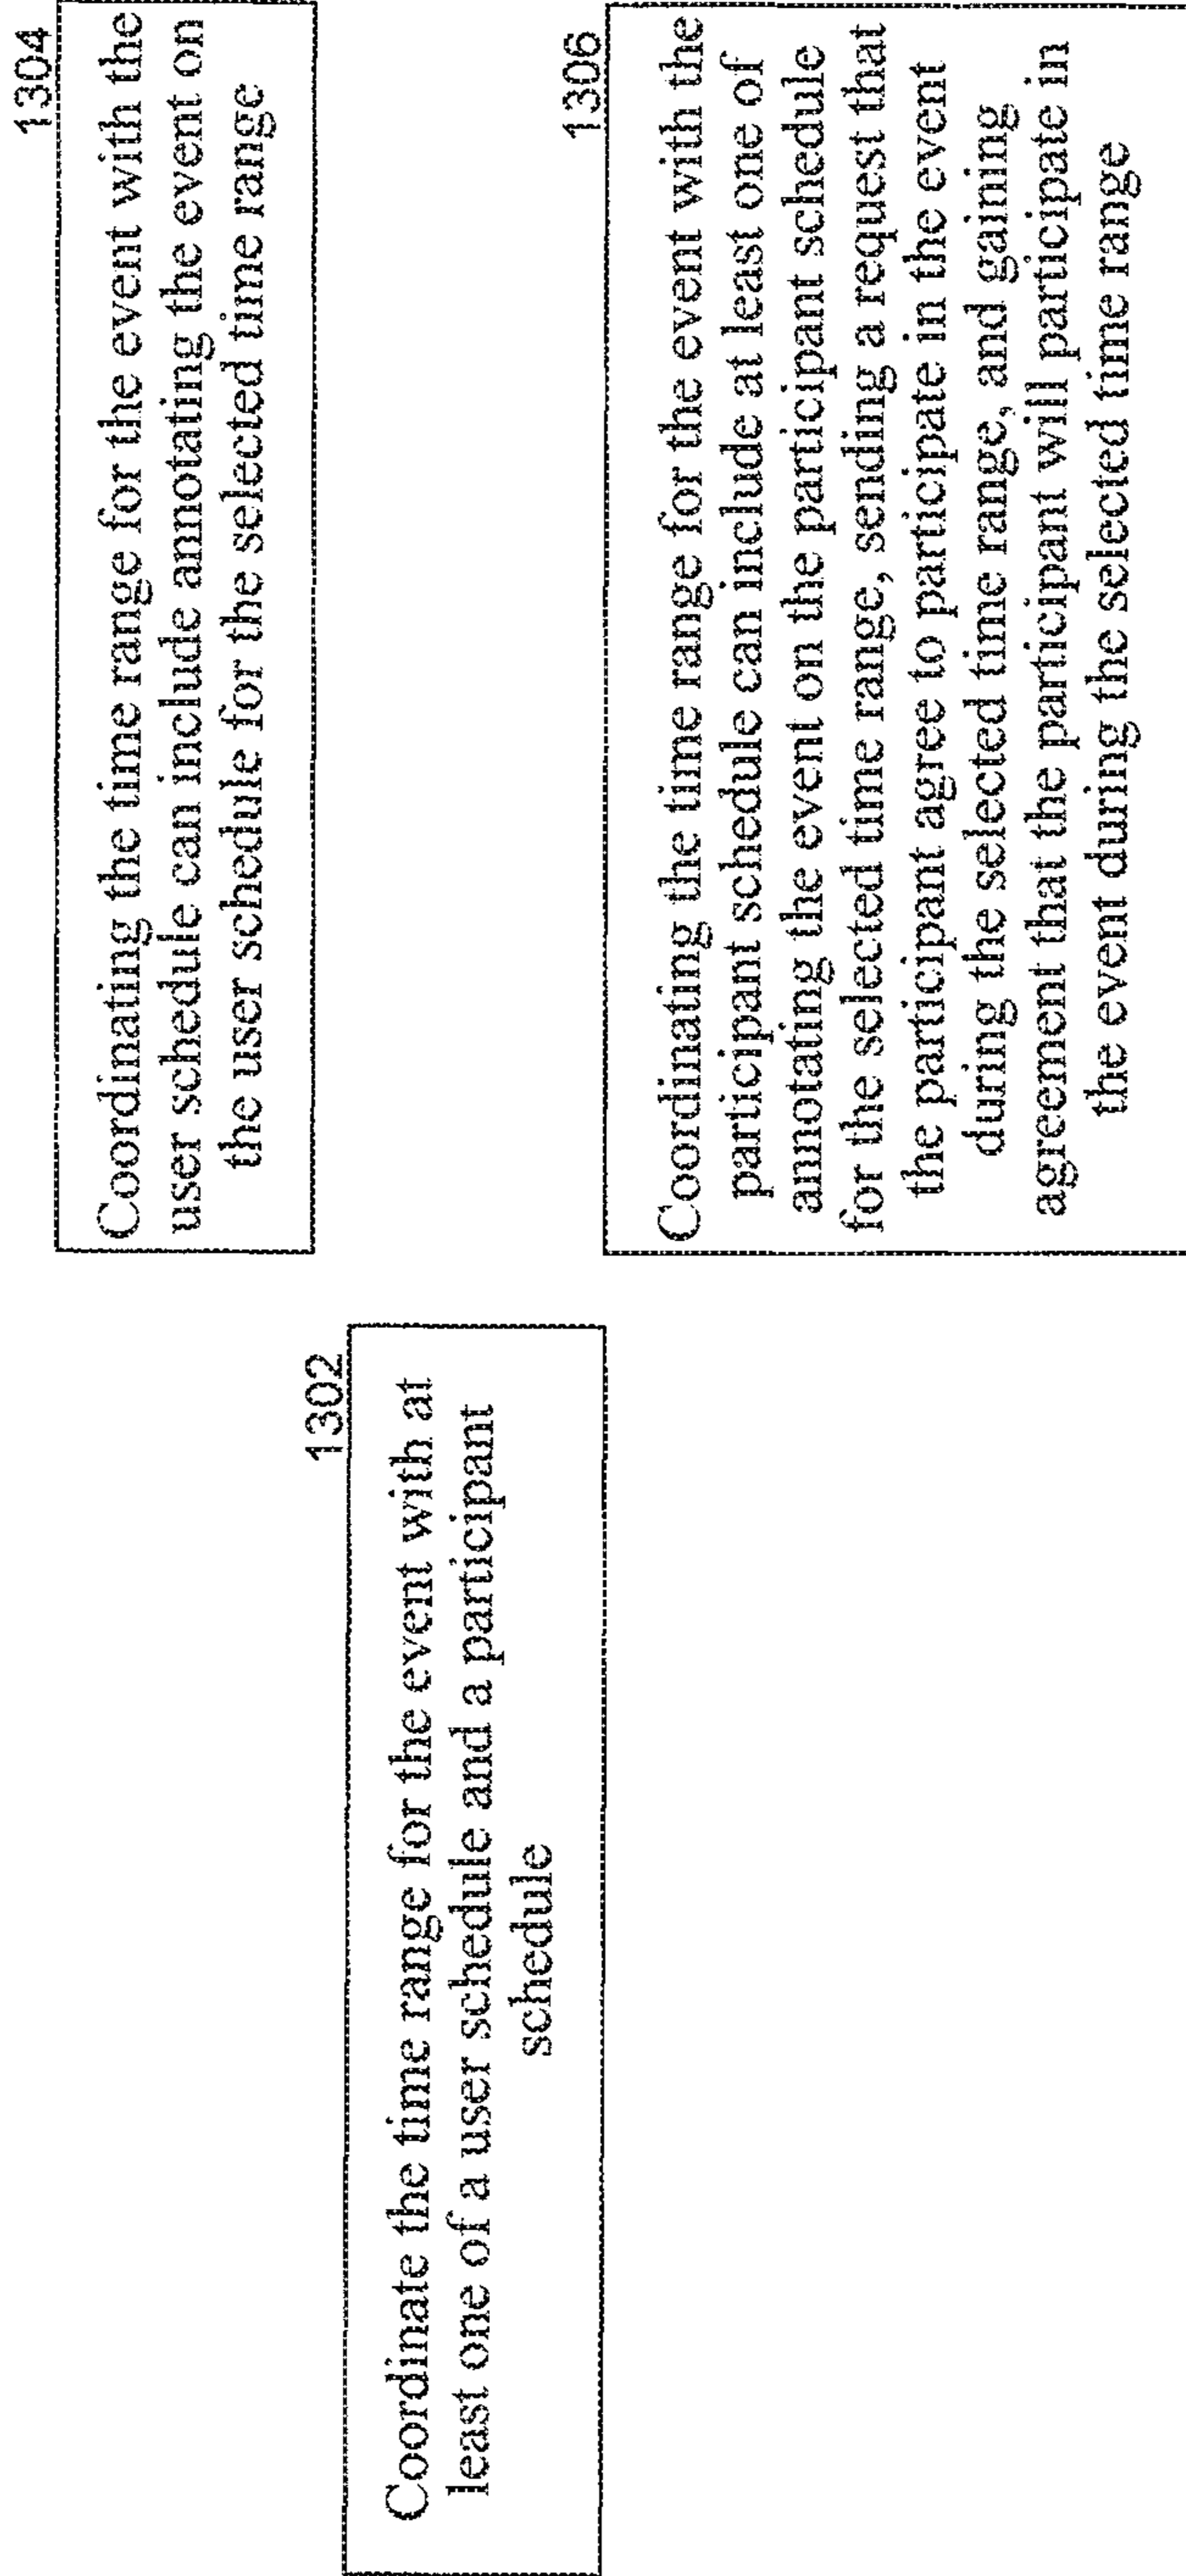 1302
Coordinate the time range for the event with at
least one of a user schedule and a participant
schedule
1304
Coordinating the time range for the event with the
user schedule can include annotating the event on
the user schedule for the selected time range
1306
Coordinating the time range for the event with the
participant schedule can include at least one of
annotating the event on the participant schedule
for the selected time range, sending a request that
the participant agree to participate in the event
during the selected time range, and gaining
agreement that the participant will participate in
the event during the selected time range